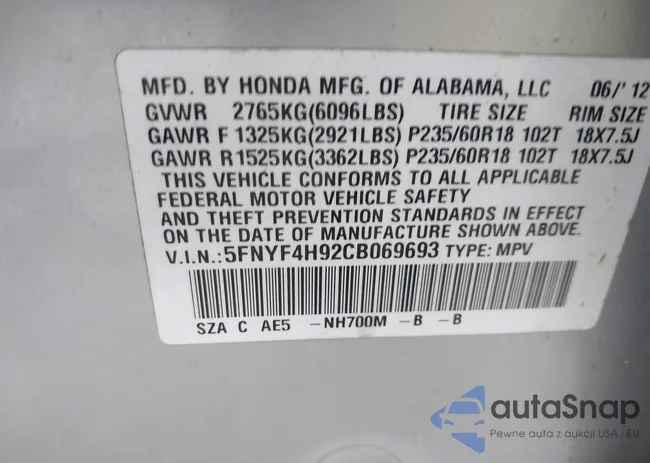 MFD. BY HONDA MFG. OF ALABAMA, LLC 06/'12
GVWR 2765KG(6096LBS) TIRE SIZE RIM SIZE
GAWR F 1325KG(2921LBS) P235/60R18 102T 18X7.5J
GAWR R1525KG(3362LBS) P235/60R18 102T 18X7.5J
THIS VEHICLE CONFORMS TO ALL APPLICABLE
FEDERAL MOTOR VEHICLE SAFETY
AND THEFT PREVENTION STANDARDS IN EFFECT
ON THE DATE OF MANUFACTURE SHOWN ABOVE.
V.I.N.:5FNYF4H92CB069693 TYPE: MPV
SZA C AE5 -NH700M -B -B
autaSnap
Pewne auta z aukcji USA i EU